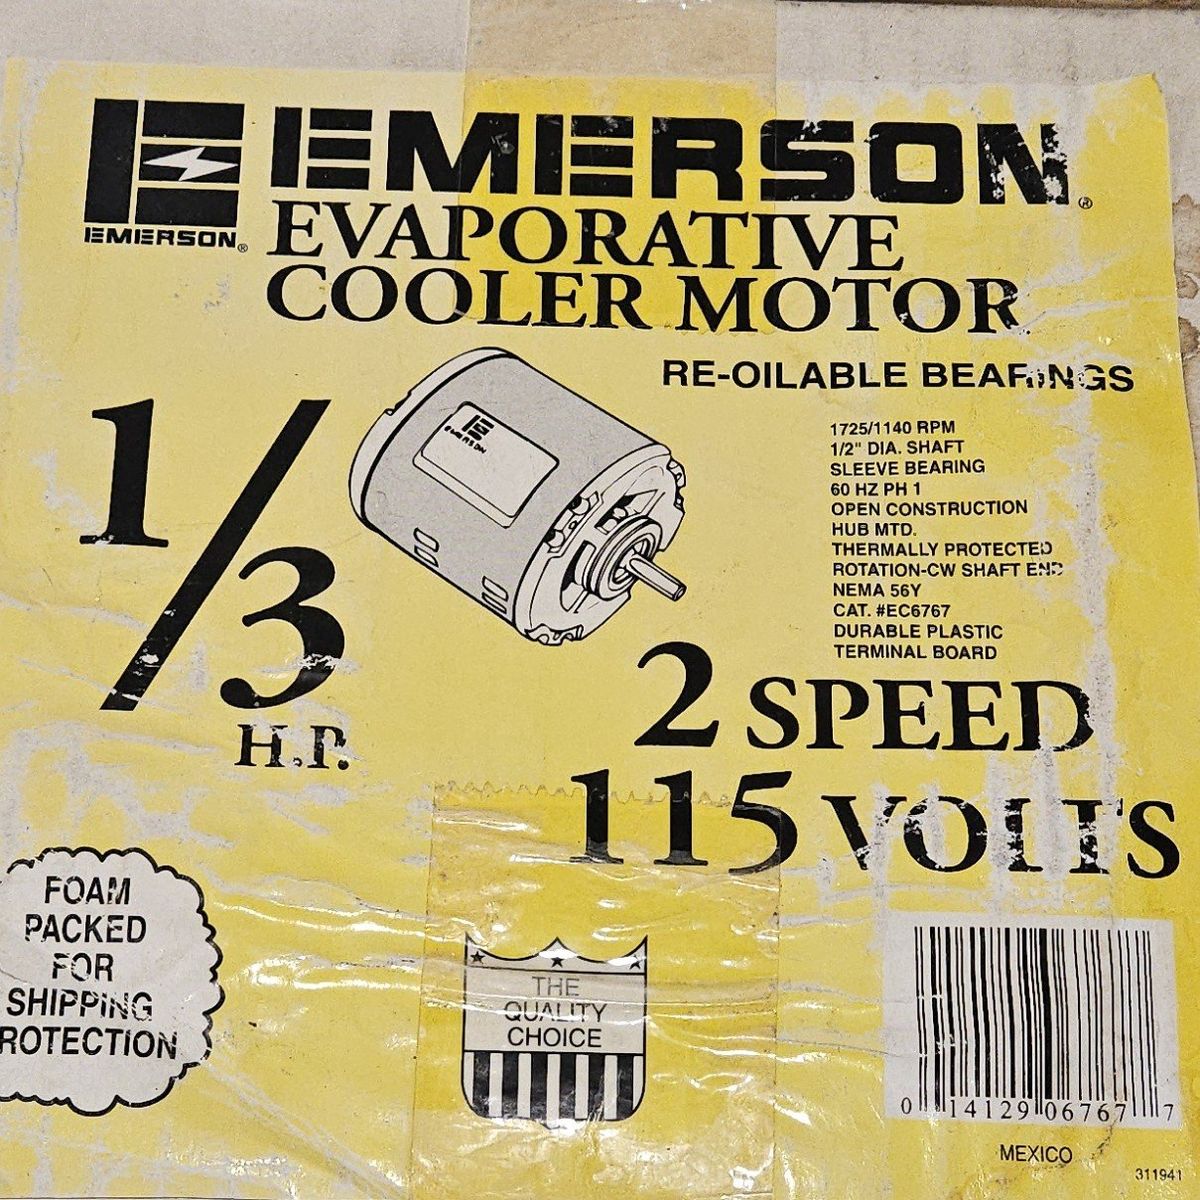 EMERSON®
EMERSON®
EVAPORATIVE
COOLER MOTOR
RE-OILABLE BEARINGS
EMERSON
1/3
H.P.
1725/1140 RPM
1/2" DIA. SHAFT
SLEEVE BEARING
60 HZ PH 1
OPEN CONSTRUCTION
HUB MTD.
THERMALLY PROTECTED
ROTATION-CW SHAFT END
NEMA 56Y
CAT. #EC6767
DURABLE PLASTIC
TERMINAL BOARD
2 SPEED
115 VOLTS
FOAM
PACKED
FOR
SHIPPING
ROTECTION
THE
QUALITY
CHOICE
0 14129 06767 7
MEXICO
311941